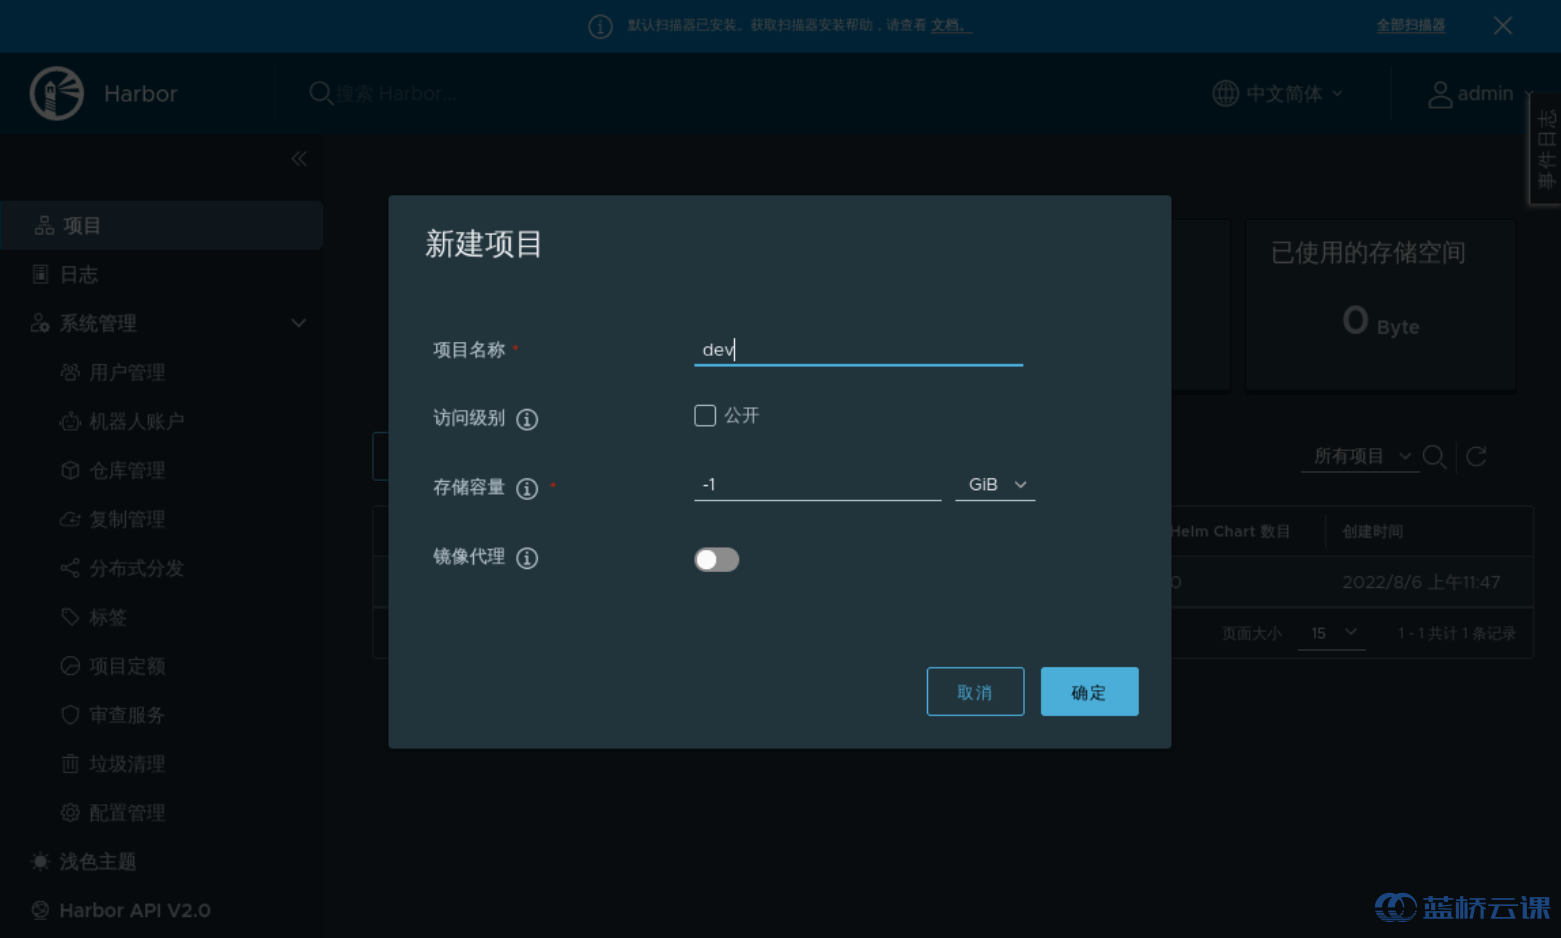 默认扫描器已安装。获取扫描器安装帮助，请查看 文档。
全部扫描器
Harbor
搜索 Harbor...
中文简体
admin
事件日志
项目
日志
系统管理
用户管理
机器人账户
仓库管理
复制管理
分布式分发
标签
项目定额
审查服务
垃圾清理
配置管理
浅色主题
Harbor API V2.0
新建项目
项目名称 *
dev
访问级别
公开
存储容量 *
-1
GiB
镜像代理
取消
确定
已使用的存储空间
0 Byte
所有项目
Helm Chart 数目
创建时间
0
2022/8/6 上午11:47
页面大小
15
1 - 1 共计 1 条记录
蓝桥云课